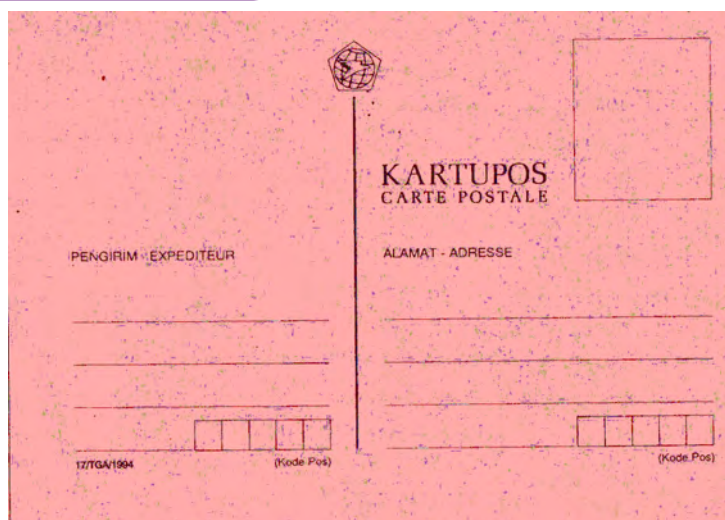 KARTUPOS
CARTE POSTALE
PENGIRIM - EXPEDITEUR
ALAMAT - ADRESSE
17/TGA/1994
(Kode Pos)
(Kode Pos)